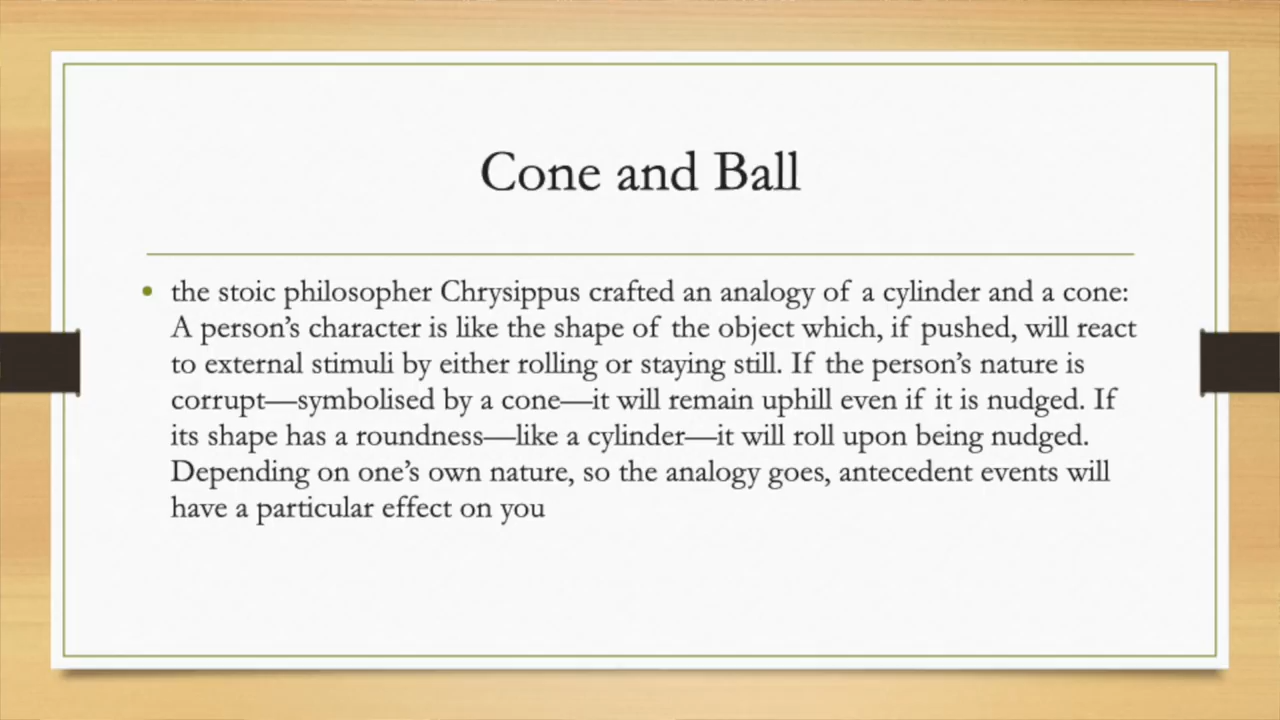 Cone and Ball
• the stoic philosopher Chrysippus crafted an analogy of a cylinder and a cone:
A person’s character is like the shape of the object which, if pushed, will react
to external stimuli by either rolling or staying still. If the person’s nature is
corrupt—symbolised by a cone—it will remain uphill even if it is nudged. If
its shape has a roundness—like a cylinder—it will roll upon being nudged.
Depending on one’s own nature, so the analogy goes, antecedent events will
have a particular effect on you